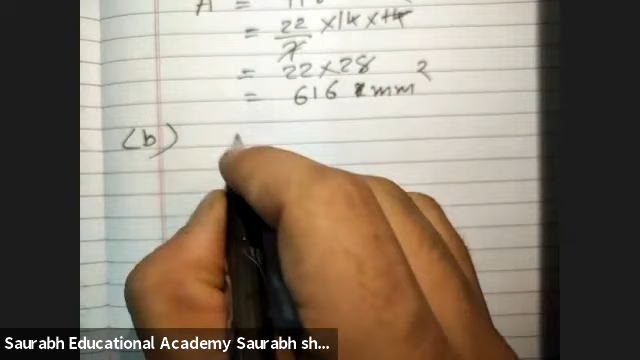 A =
= 22/7 × 14 × 14
= 22 × 28
= 616 mm²
(b)
Saurabh Educational Academy Saurabh sh...